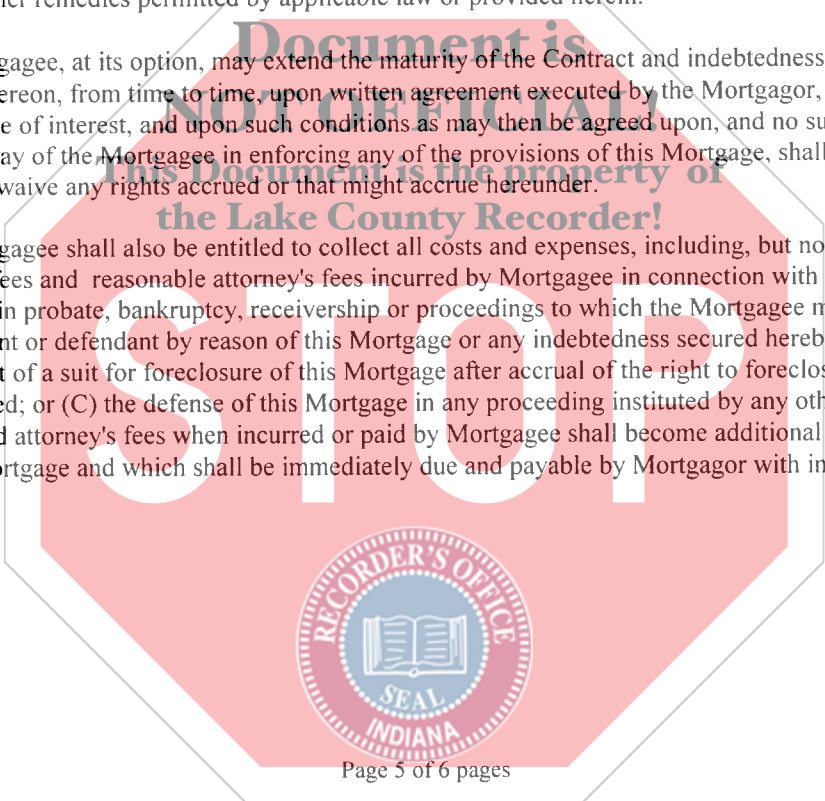 ner remedies permitted by applicable law or provided herein.
Document is
gagee, at its option, may extend the maturity of the Contract and indebtedness
ereon, from time to time, upon written agreement executed by the Mortgagor,
NOT OFFICIAL!
e of interest, and upon such conditions as may then be agreed upon, and no su
ay of the Mortgagee in enforcing any of the provisions of this Mortgage, shall
This Document is the property of
waive any rights accrued or that might accrue hereunder.
the Lake County Recorder!
gagee shall also be entitled to collect all costs and expenses, including, but no
ees and reasonable attorney's fees incurred by Mortgagee in connection with
in probate, bankruptcy, receivership or proceedings to which the Mortgagee m
nt or defendant by reason of this Mortgage or any indebtedness secured hereb
t of a suit for foreclosure of this Mortgage after accrual of the right to foreclos
ed; or (C) the defense of this Mortgage in any proceeding instituted by any oth
d attorney's fees when incurred or paid by Mortgagee shall become additional
ortgage and which shall be immediately due and payable by Mortgagor with in
STOP
RECORDER'S OFFICE
SEAL
INDIANA
Page 5 of 6 pages